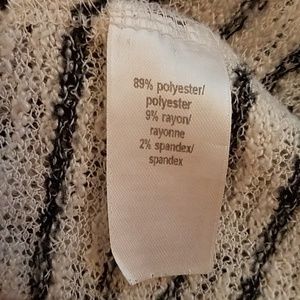 89% polyester/
polyester
9% rayon/
rayonne
2% spandex/
spandex